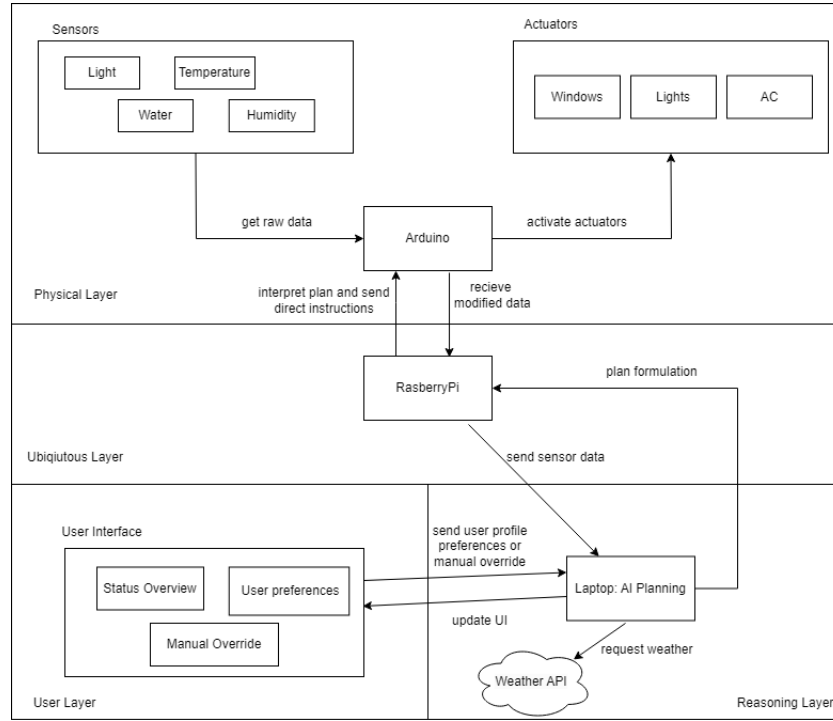 Sensors
Actuators
Light
Temperature
Water
Humidity
Windows
Lights
AC
get raw data
Arduino
activate actuators
interpret plan and send
direct instructions
recieve
modified data
Physical Layer
RasberryPi
plan formulation
Ubiqiutous Layer
send sensor data
User Interface
send user profile
preferences or
manual override
Status Overview
User preferences
Laptop: AI Planning
Manual Override
update UI
request weather
Weather API
User Layer
Reasoning Layer